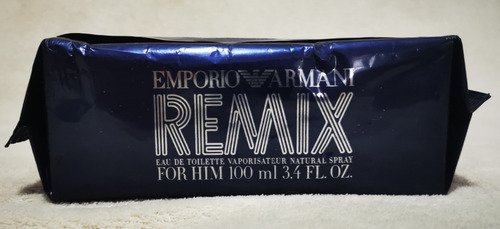 EMPORIO ARMANI
REMIX
EAU DE TOILETTE VAPORISATEUR NATURAL SPRAY
FOR HIM 100 ml 3.4 FL. OZ.